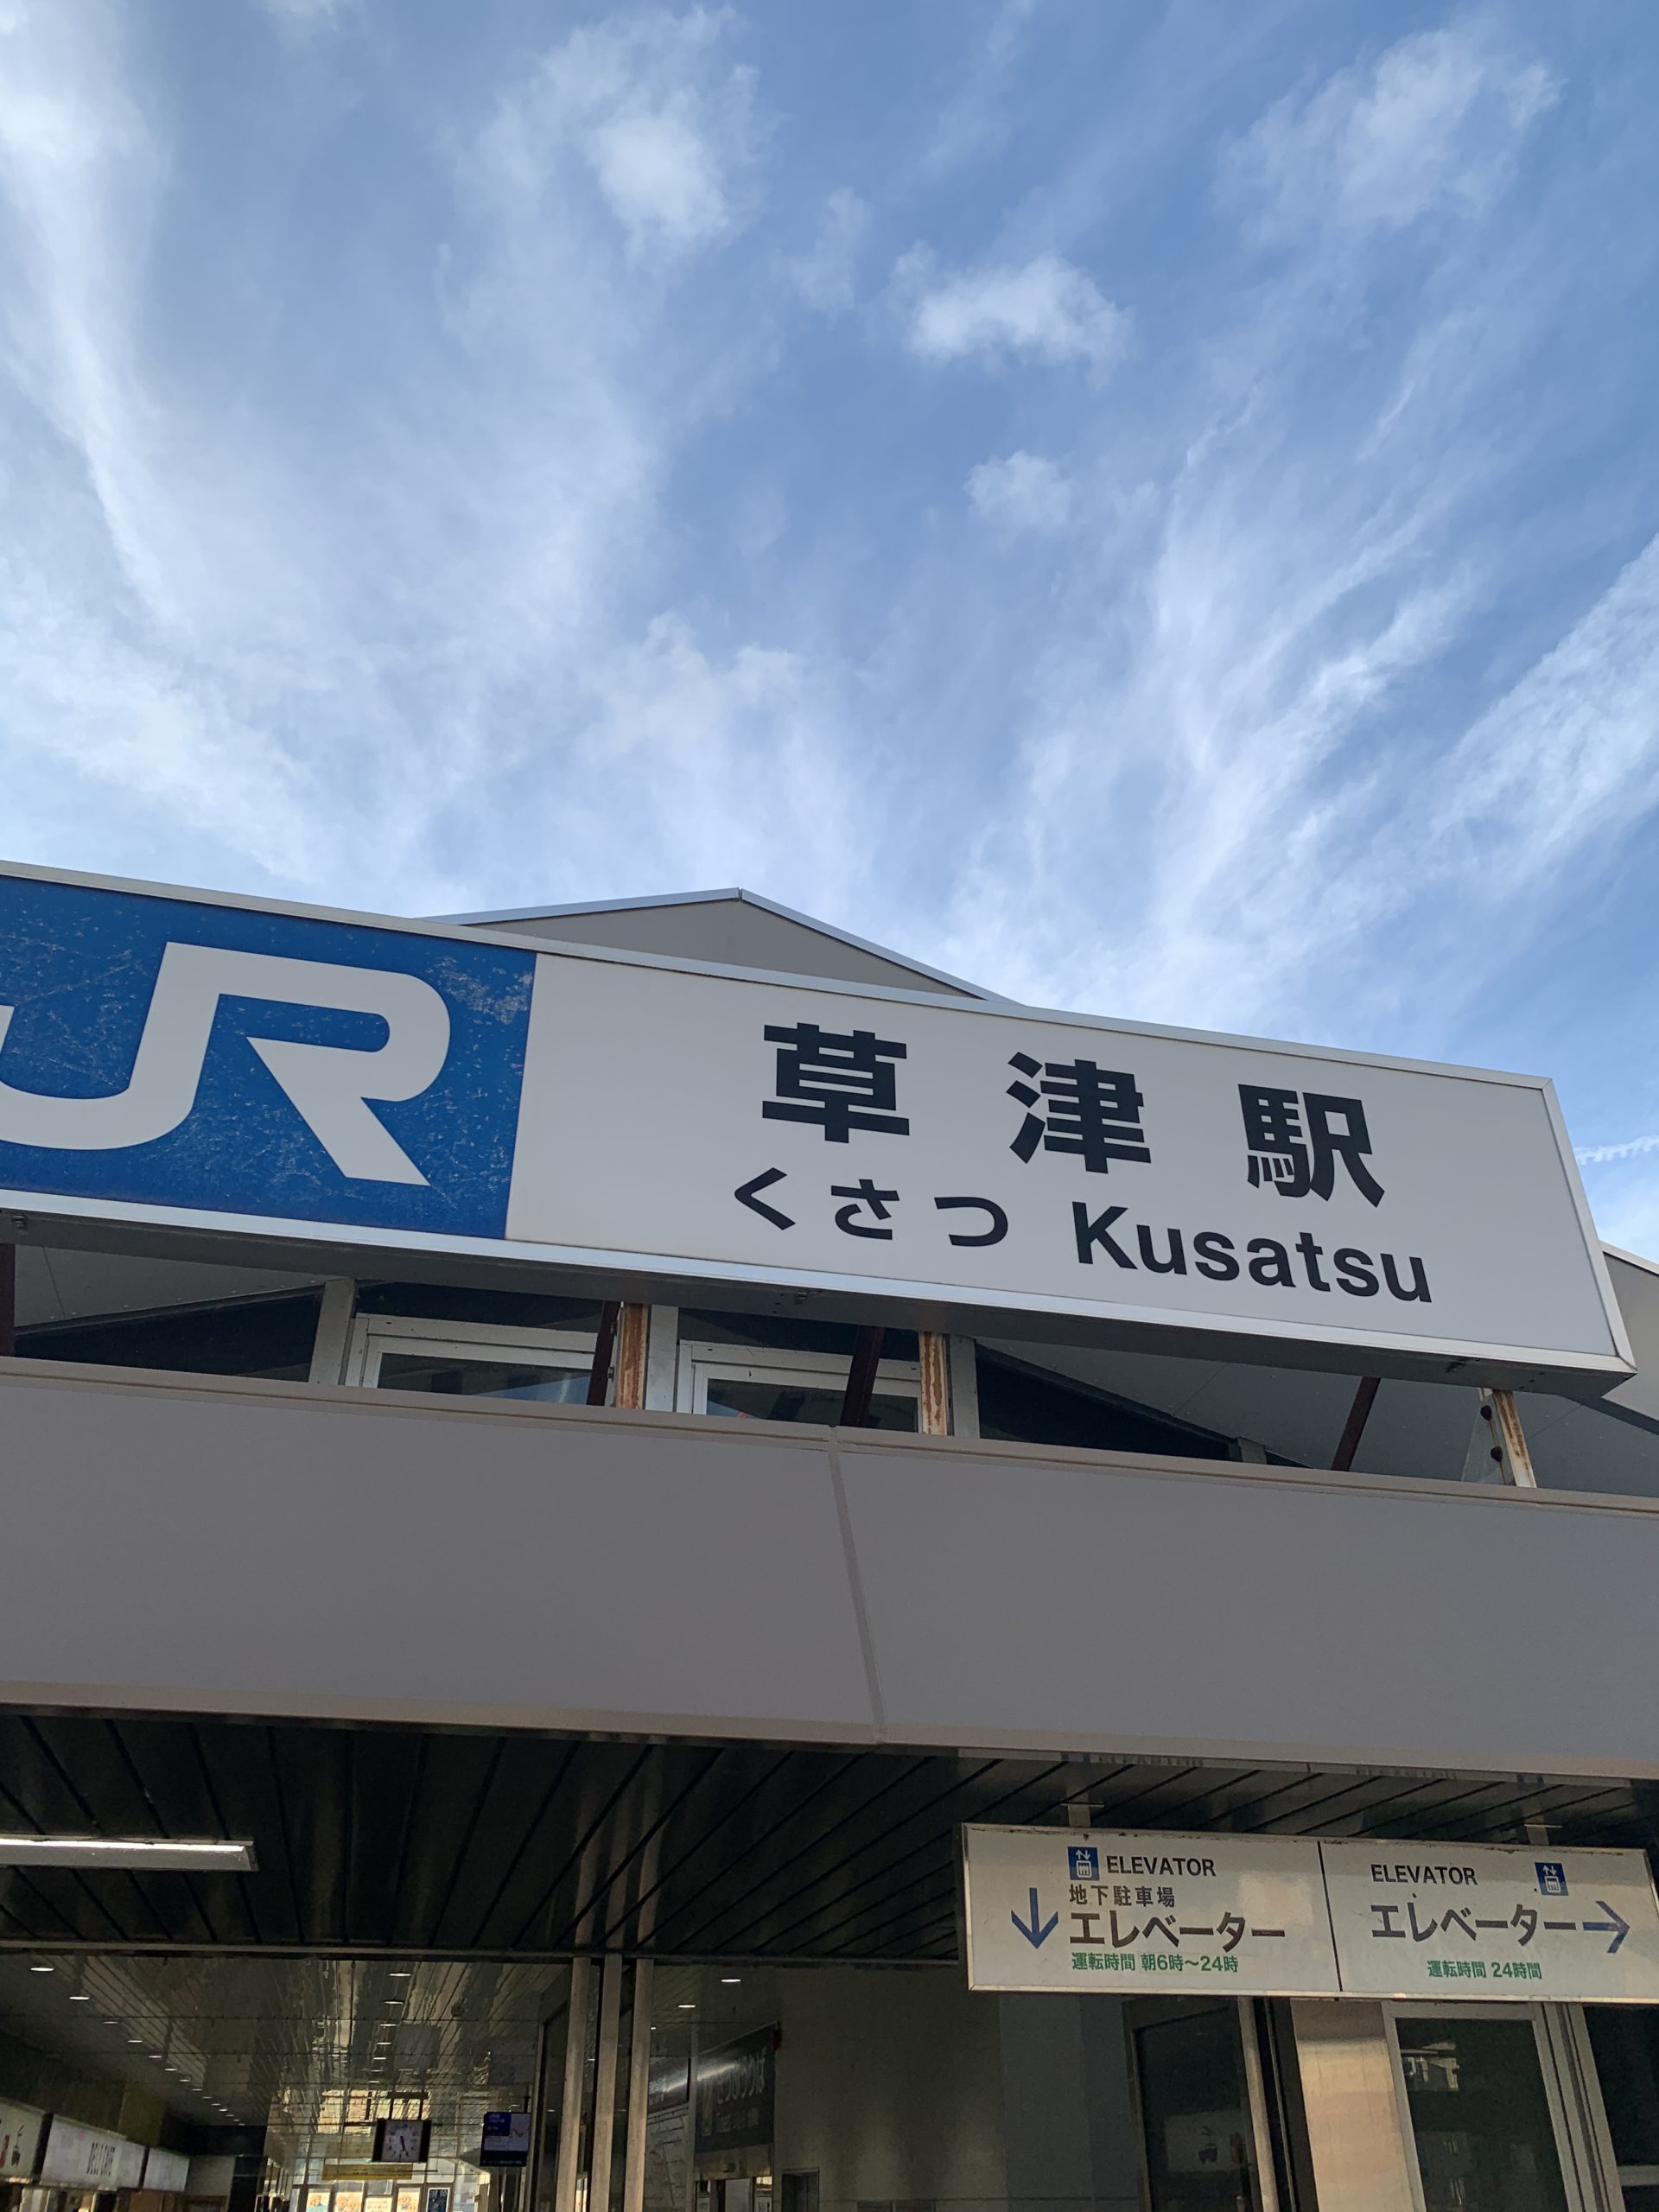 JR
草津駅
くさつ Kusatsu
ELEVATOR
地下駐車場
エレベーター
運転時間 朝6時〜24時
ELEVATOR
エレベーター
運転時間 24時間